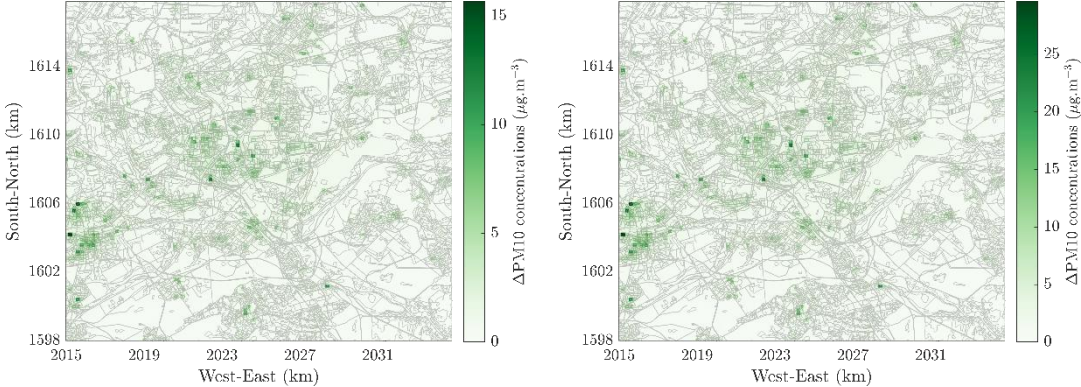 15
10
5
0
ΔPM10 concentrations (μg.m⁻³)
1614
1610
1606
1602
1598
South-North (km)
2015 2019 2023 2027 2031
West-East (km)
25
20
15
10
5
0
ΔPM10 concentrations (μg.m⁻³)
1614
1610
1606
1602
1598
South-North (km)
2015 2019 2023 2027 2031
West-East (km)